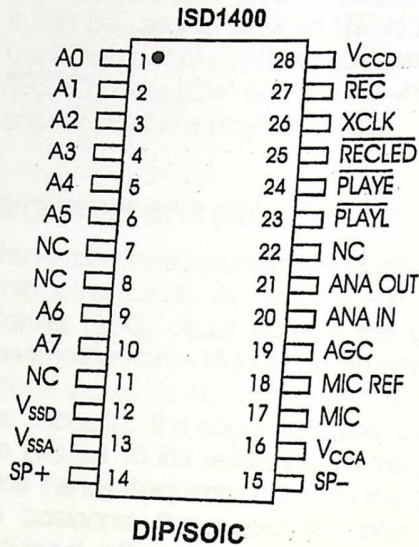 ISD1400
A0 1 28 VCCD
A1 2 27 REC
A2 3 26 XCLK
A3 4 25 RECLED
A4 5 24 PLAYE
A5 6 23 PLAYL
NC 7 22 NC
NC 8 21 ANA OUT
A6 9 20 ANA IN
A7 10 19 AGC
NC 11 18 MIC REF
VSSD 12 17 MIC
VSSA 13 16 VCCA
SP+ 14 15 SP-
DIP/SOIC